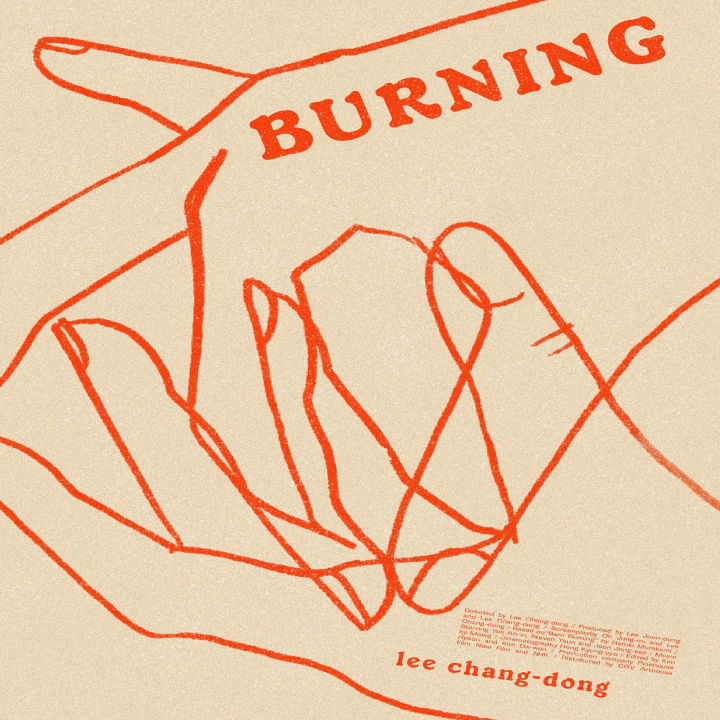 BURNING
Directed by Lee Chang-dong / Produced by Lee Joon-dong
and Lee Chang-dong / Screenplayby Oh Jung-mi and Lee
Chang-dong / Based on"Barn Burning" by Haruki Murakami /
Starring Yoo Ah-in, Steven Yeun and Jeon Jong-seo / Music
by Mowg / Cinematography Hong Kyung-pyo / Edited by Kim
Hyeon and Kim Da-won / Production company Pinehouse
Film Now Film and NHK / Distributed by CGV Arthouse
lee chang-dong